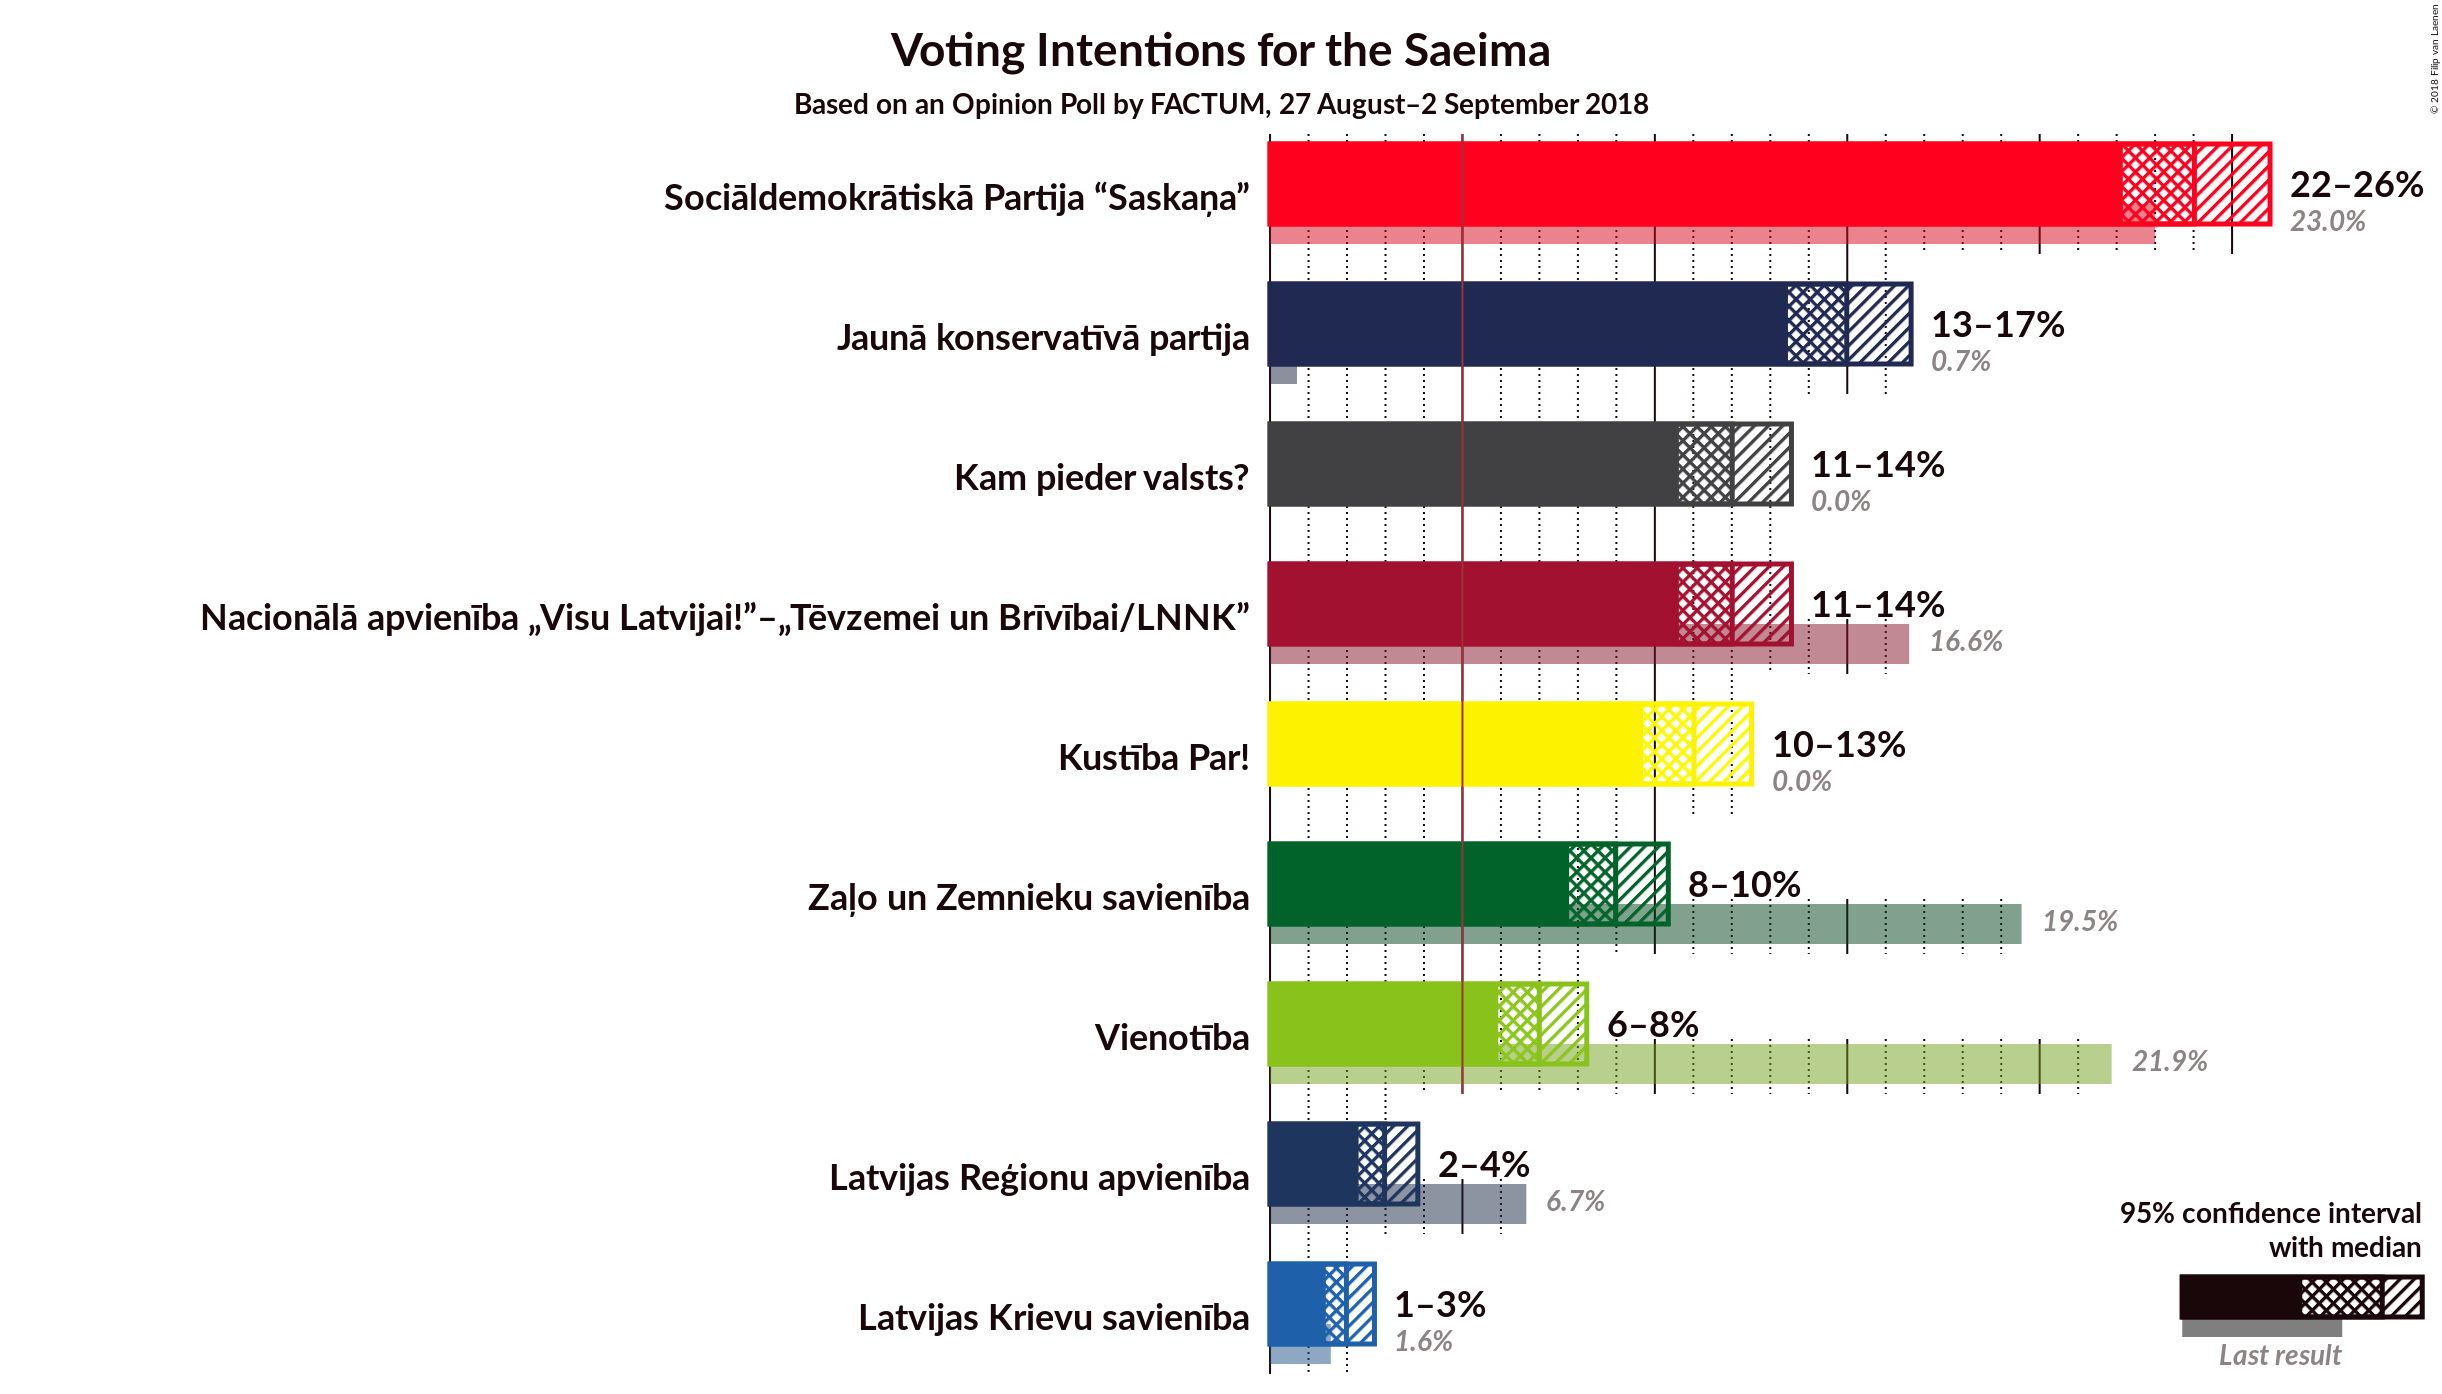 Voting Intentions for the Saeima
Based on an Opinion Poll by FACTUM, 27 August–2 September 2018
© 2018 Filip van Laenen
Sociāldemokrātiskā Partija “Saskaņa”
22–26%
23.0%
Jaunā konservatīvā partija
13–17%
0.7%
Kam pieder valsts?
11–14%
0.0%
Nacionālā apvienība „Visu Latvijai!”–„Tēvzemei un Brīvībai/LNNK”
11–14%
16.6%
Kustība Par!
10–13%
0.0%
Zaļo un Zemnieku savienība
8–10%
19.5%
Vienotība
6–8%
21.9%
Latvijas Reģionu apvienība
2–4%
6.7%
Latvijas Krievu savienība
1–3%
1.6%
95% confidence interval
with median
Last result